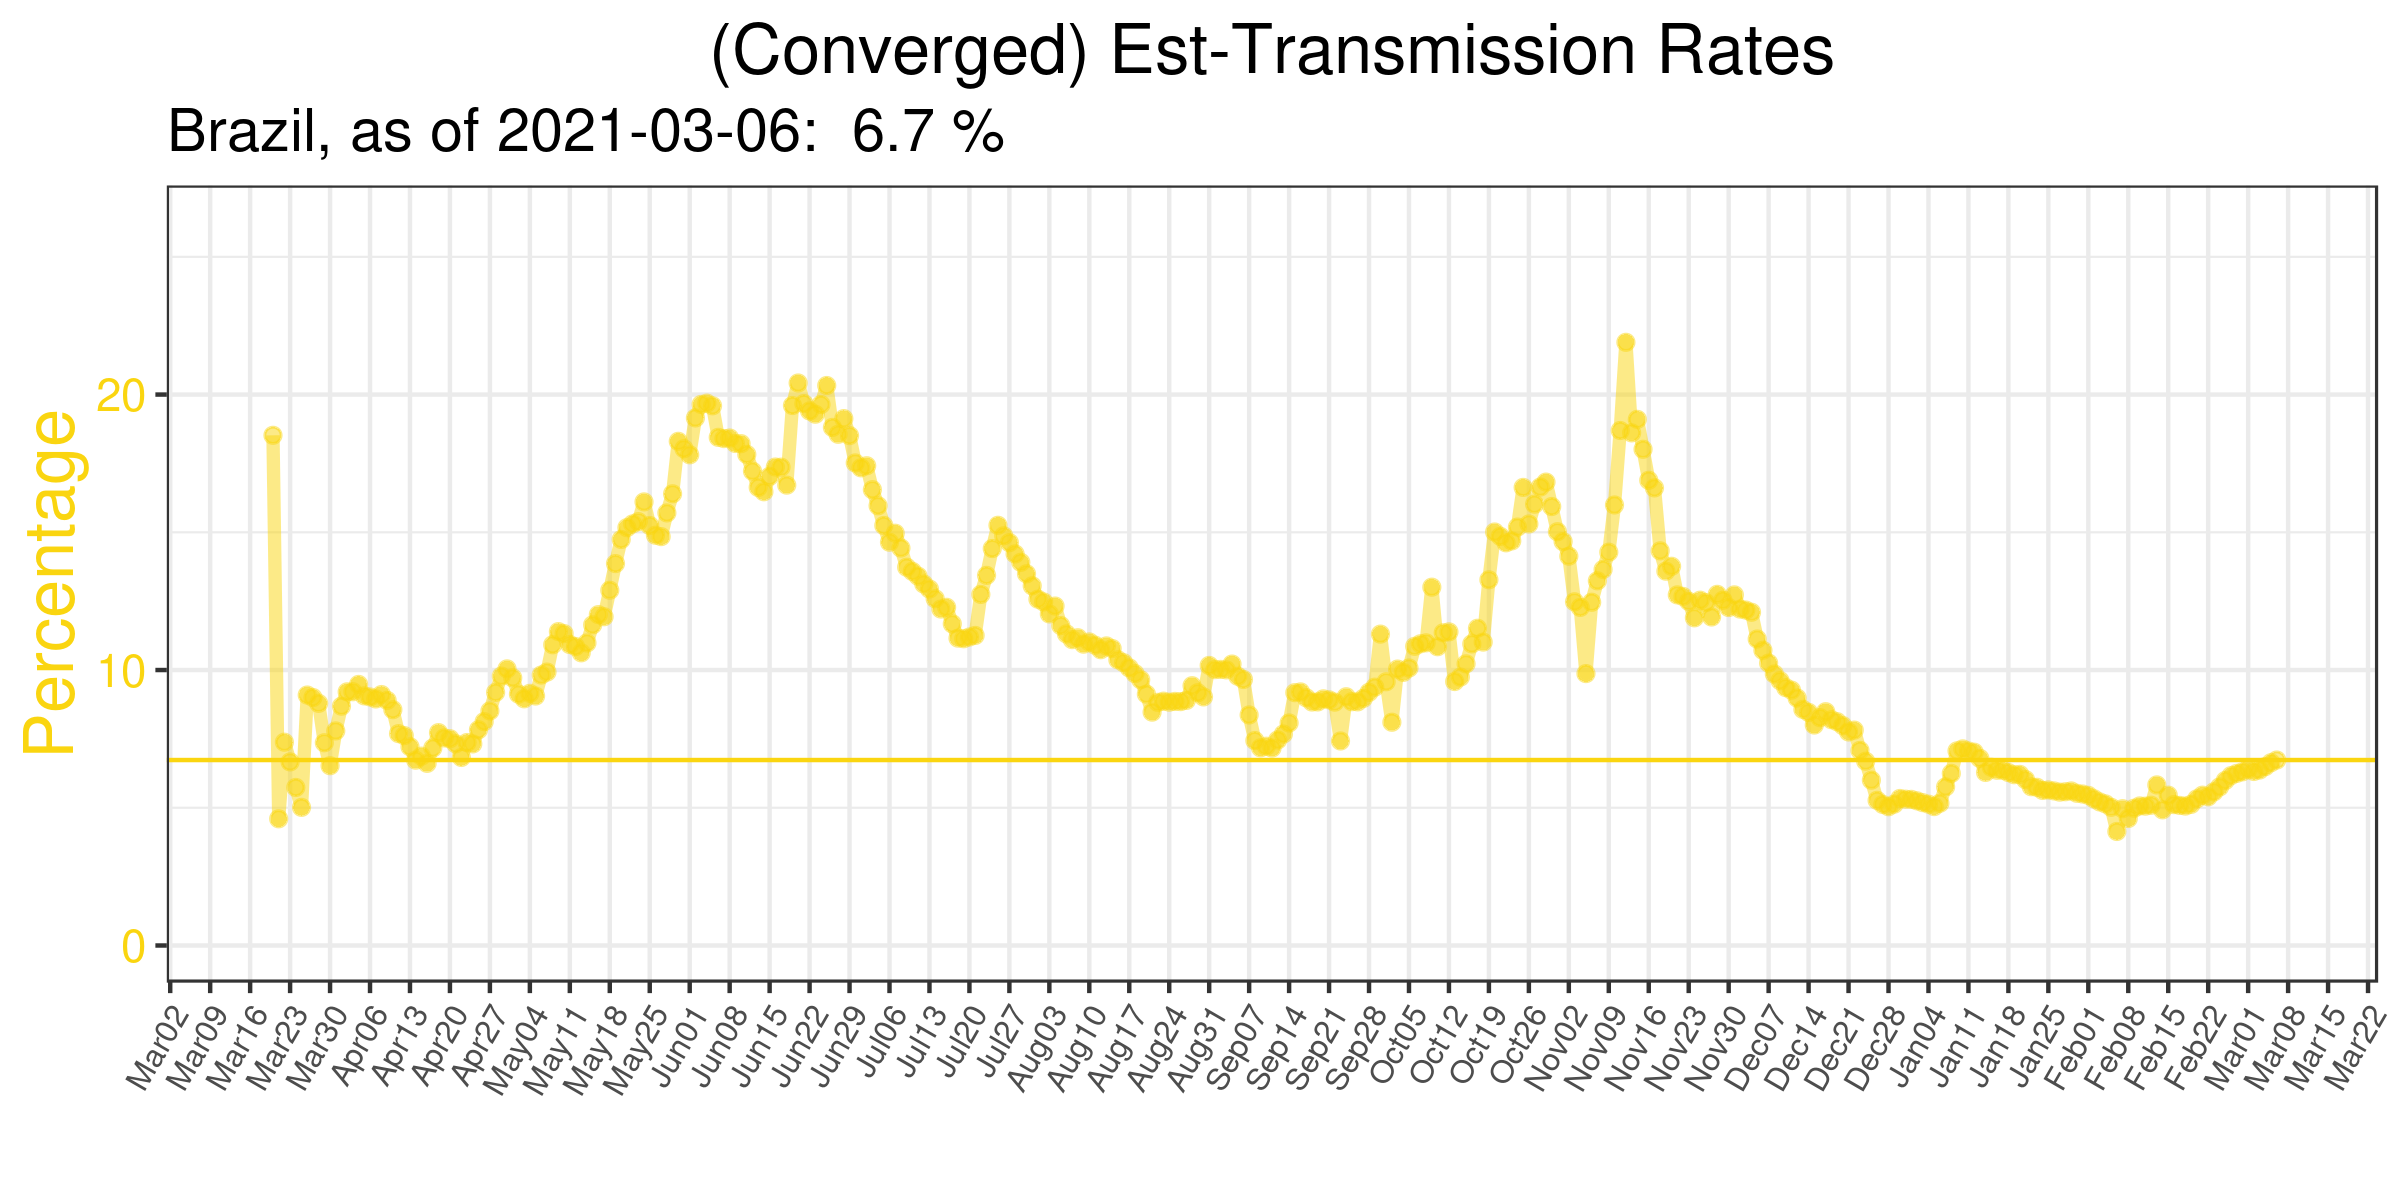 (Converged) Est-Transmission Rates
Brazil, as of 2021-03-06:  6.7 %
Percentage
20
10
0
Mar02
Mar09
Mar16
Mar23
Mar30
Apr06
Apr13
Apr20
Apr27
May04
May11
May18
May25
Jun01
Jun08
Jun15
Jun22
Jun29
Jul06
Jul13
Jul20
Jul27
Aug03
Aug10
Aug17
Aug24
Aug31
Sep07
Sep14
Sep21
Sep28
Oct05
Oct12
Oct19
Oct26
Nov02
Nov09
Nov16
Nov23
Nov30
Dec07
Dec14
Dec21
Dec28
Jan04
Jan11
Jan18
Jan25
Feb01
Feb08
Feb15
Feb22
Mar01
Mar08
Mar15
Mar22